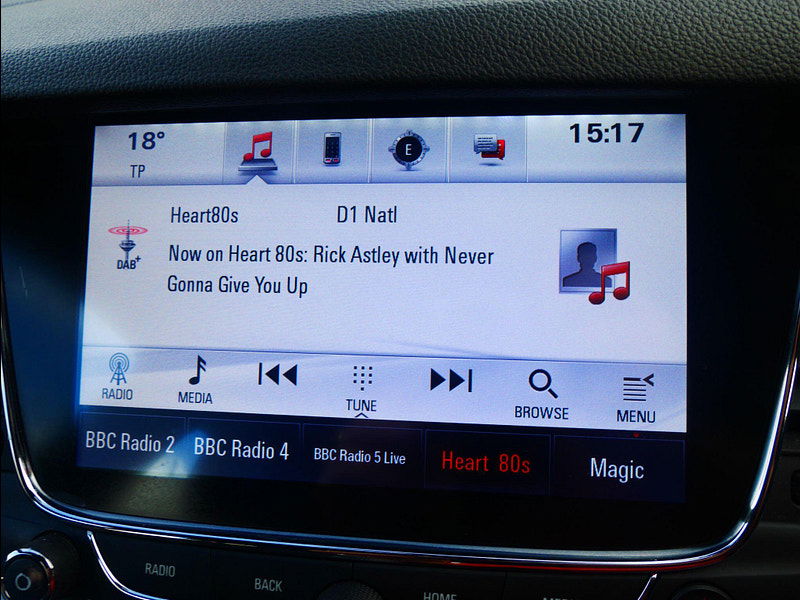 18°
TP
E
15:17
Heart80s
D1 Natl
DAB+
Now on Heart 80s: Rick Astley with Never
Gonna Give You Up
RADIO
MEDIA
TUNE
BROWSE
MENU
BBC Radio 2
BBC Radio 4
BBC Radio 5 Live
Heart 80s
Magic
RADIO
BACK
HOME